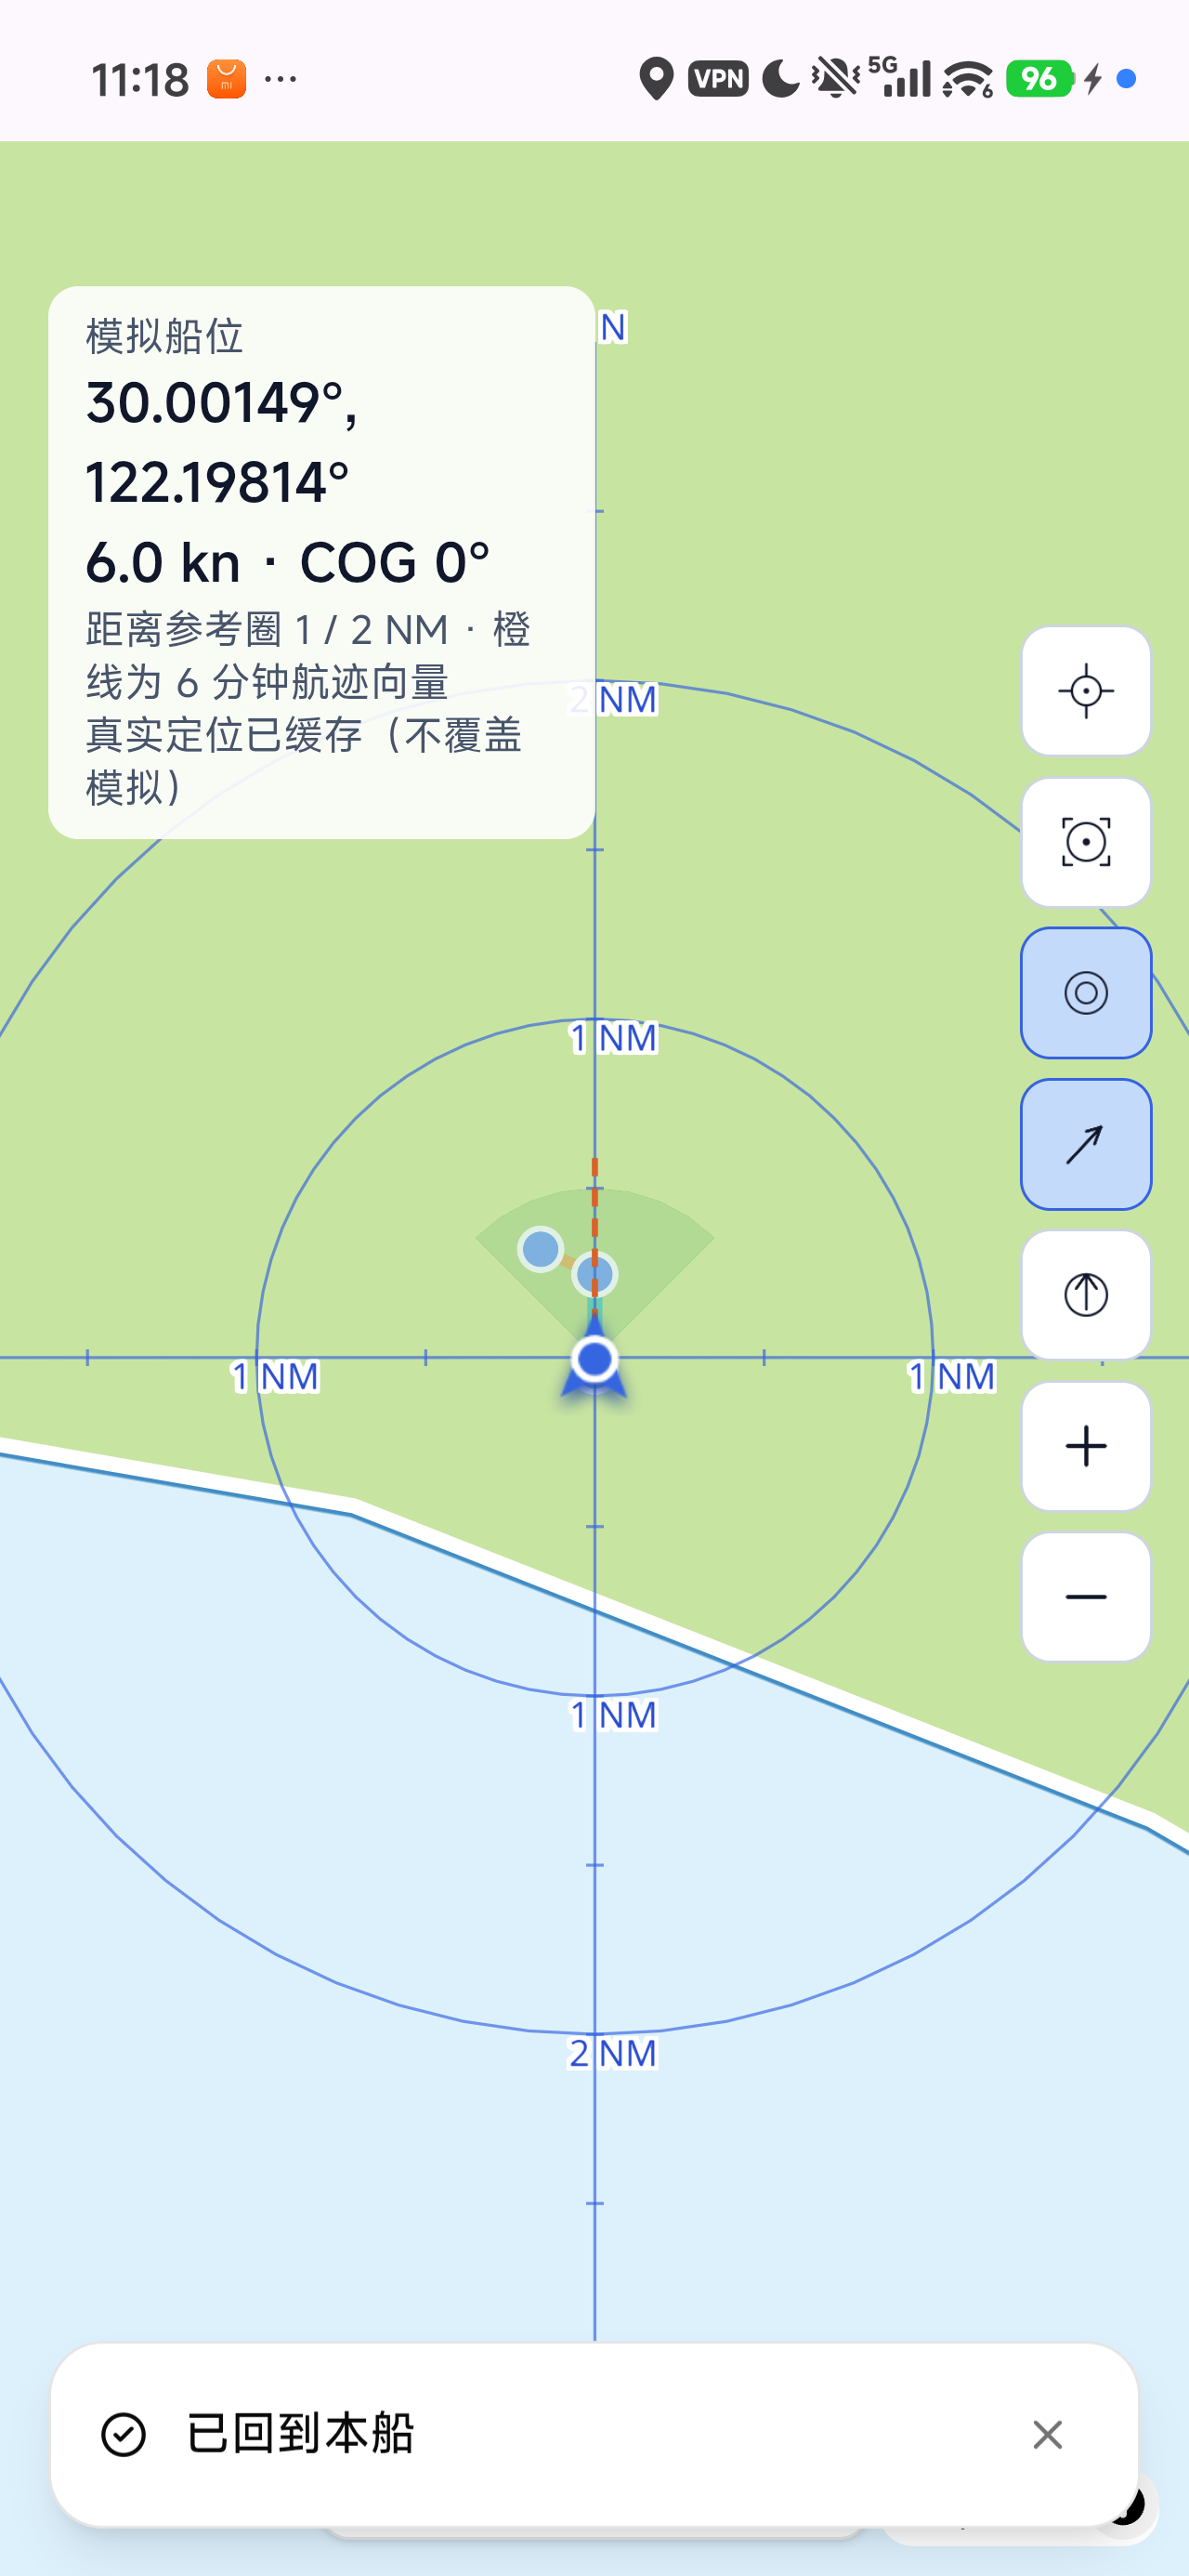 11:18
mi
VPN
5G
6
96
模拟船位
30.00149°,
122.19814°
6.0 kn · COG 0°
距离参考圈 1 / 2 NM · 橙
线为 6 分钟航迹向量
真实定位已缓存（不覆盖
模拟）
N
2 NM
1 NM
1 NM
1 NM
1 NM
2 NM
已回到本船